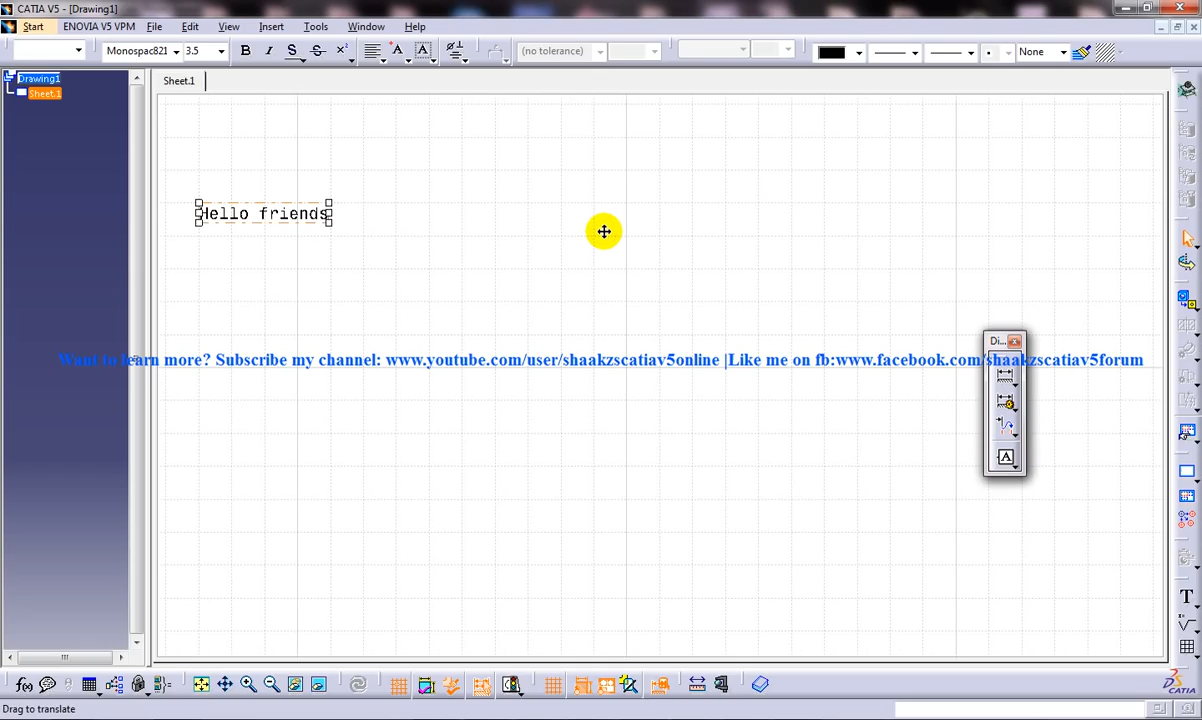 CATIA V5 - [Drawing1]
Start ENOVIA V5 VPM File Edit View Insert Tools Window Help
Monospac821 3.5 B I S S (no tolerance) None
Drawing1
Sheet.1
Sheet.1
Hello friends
Di...
Want to learn more? Subscribe my channel: www.youtube.com/user/shaakzscatiav5online |Like me on fb:www.facebook.com/shaakzscatiav5forum
A
T
f(x)
CATIA
Drag to translate